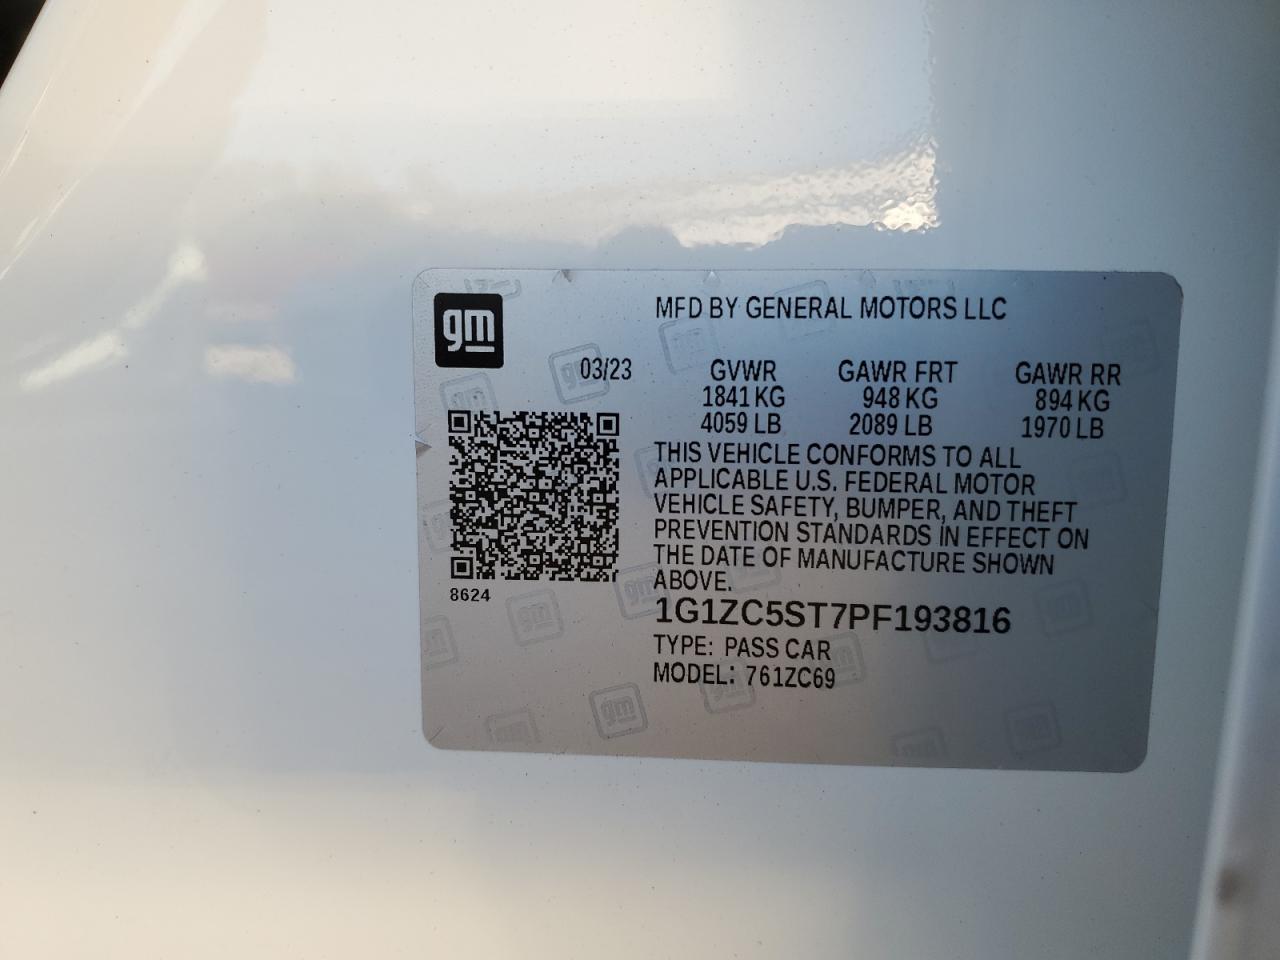 gm
MFD BY GENERAL MOTORS LLC
03/23 GVWR GAWR FRT GAWR RR
1841 KG 948 KG 894 KG
4059 LB 2089 LB 1970 LB
THIS VEHICLE CONFORMS TO ALL
APPLICABLE U.S. FEDERAL MOTOR
VEHICLE SAFETY, BUMPER, AND THEFT
PREVENTION STANDARDS IN EFFECT ON
THE DATE OF MANUFACTURE SHOWN
ABOVE.
8624
1G1ZC5ST7PF193816
TYPE: PASS CAR
MODEL: 761ZC69